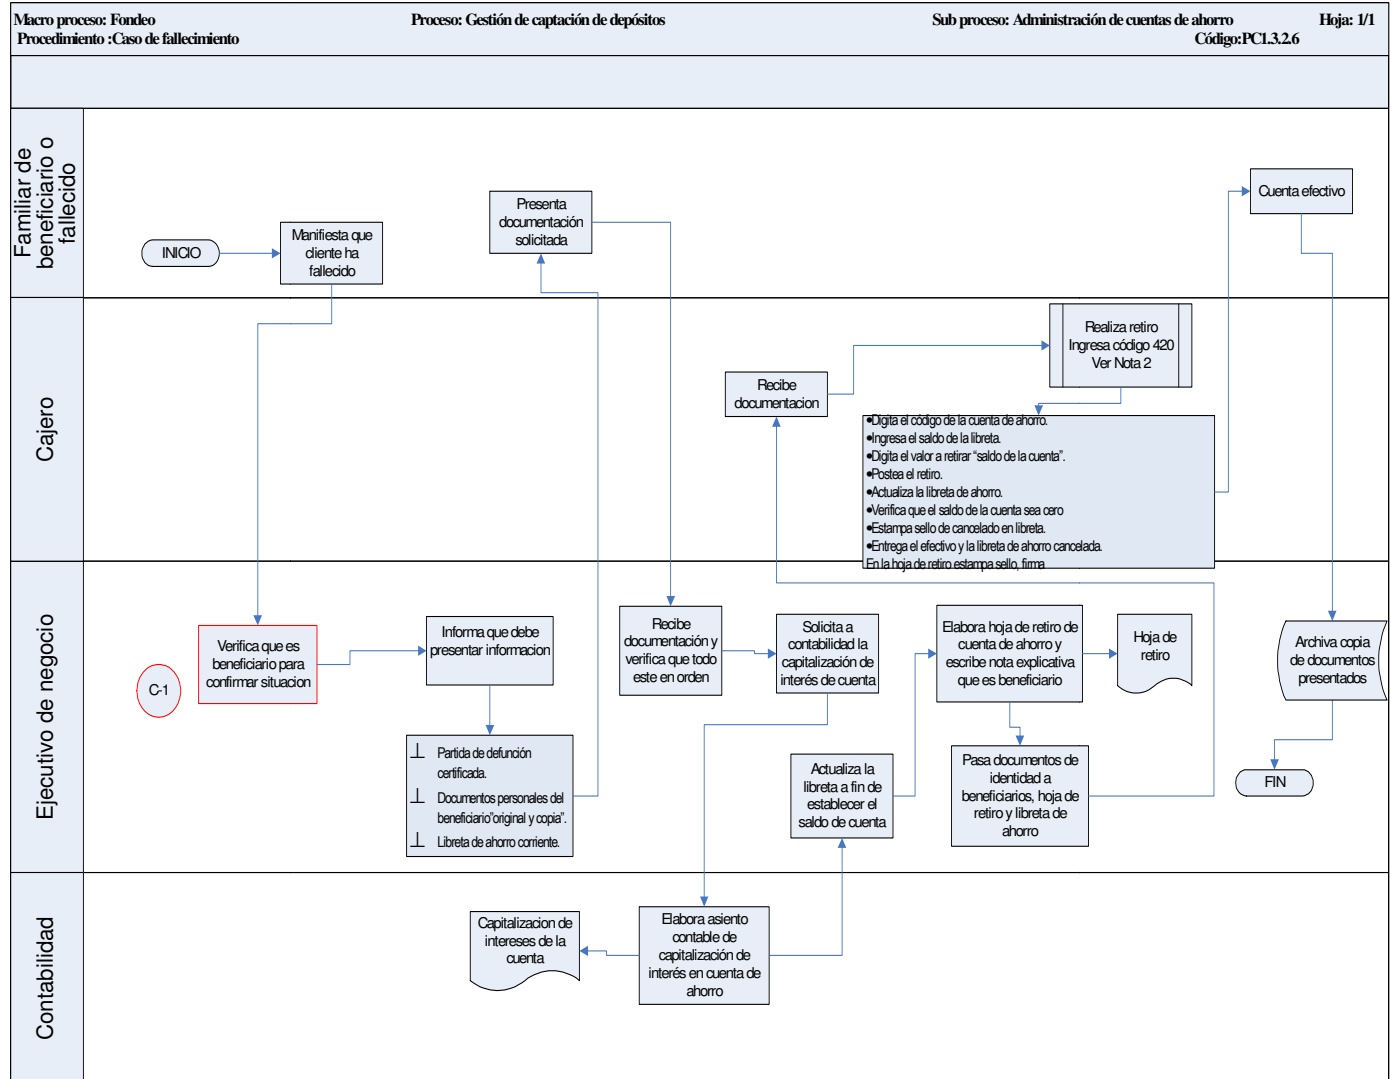 Macro proceso: Fondeo
Proceso: Gestión de captación de depósitos
Sub proceso: Administración de cuentas de ahorro
Hoja: 1/1
Procedimiento :Caso de fallecimiento
Código:PC1.3.2.6
Familiar de
beneficiario o
fallecido
INICIO
Manifiesta que
cliente ha
fallecido
Presenta
documentación
solicitada
Cuenta efectivo
Cajero
Recibe
documentacion
Realiza retiro
Ingresa código 420
Ver Nota 2
•Digita el código de la cuenta de ahorro.
•Ingresa el saldo de la libreta.
•Digita el valor a retirar “saldo de la cuenta”.
•Postea el retiro.
•Actualiza la libreta de ahorro.
•Verifica que el saldo de la cuenta sea cero
•Estampa sello de cancelado en libreta.
•Entrega el efectivo y la libreta de ahorro cancelada.
En la hoja de retiro estampa sello, firma
Ejecutivo de negocio
C-1
Verifica que es
beneficiario para
confirmar situacion
Informa que debe
presentar informacion
Partida de defunción
certificada.
Documentos personales del
beneficiario”original y copia”.
Libreta de ahorro corriente.
Recibe
documentación y
verifica que todo
este en orden
Solicita a
contabilidad la
capitalización de
interés de cuenta
Actualiza la
libreta a fin de
establecer el
saldo de cuenta
Elabora hoja de retiro de
cuenta de ahorro y
escribe nota explicativa
que es beneficiario
Hoja de
retiro
Pasa documentos de
identidad a
beneficiarios, hoja de
retiro y libreta de
ahorro
Archiva copia
de documentos
presentados
FIN
Contabilidad
Capitalizacion de
intereses de la
cuenta
Elabora asiento
contable de
capitalización de
interés en cuenta de
ahorro